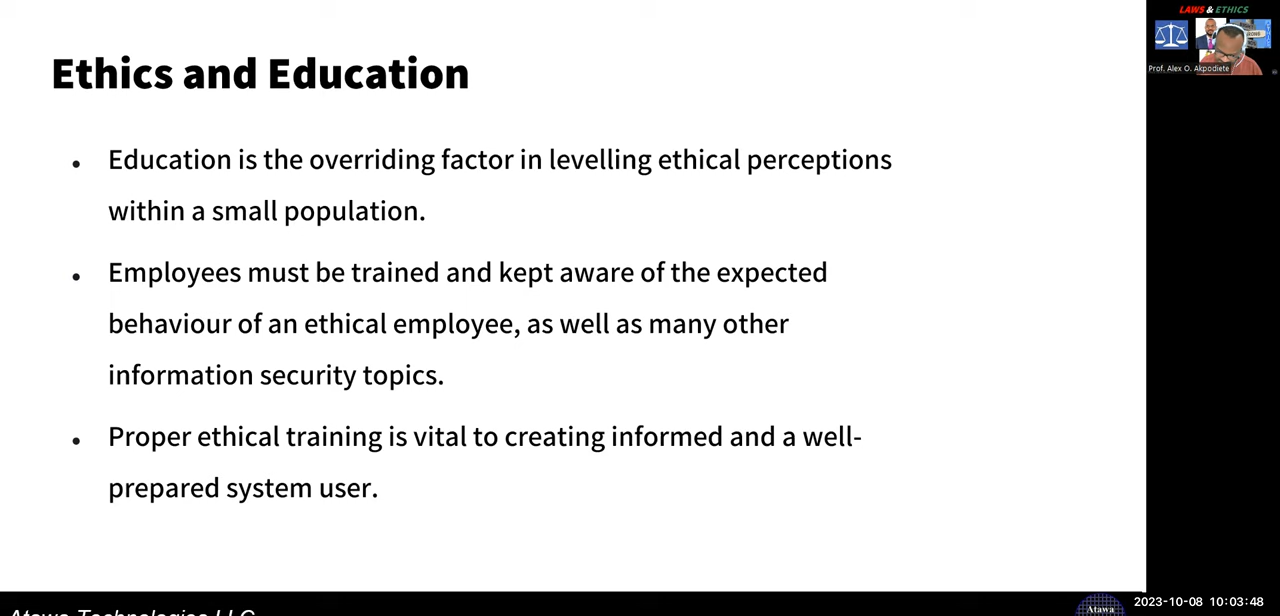 LAWS & ETHICS
Prof. Alex O. Akpodiete
Ethics and Education
• Education is the overriding factor in levelling ethical perceptions
within a small population.
• Employees must be trained and kept aware of the expected
behaviour of an ethical employee, as well as many other
information security topics.
• Proper ethical training is vital to creating informed and a well-
prepared system user.
Atawa Technologies LLC
Atawa
2023-10-08 10:03:48